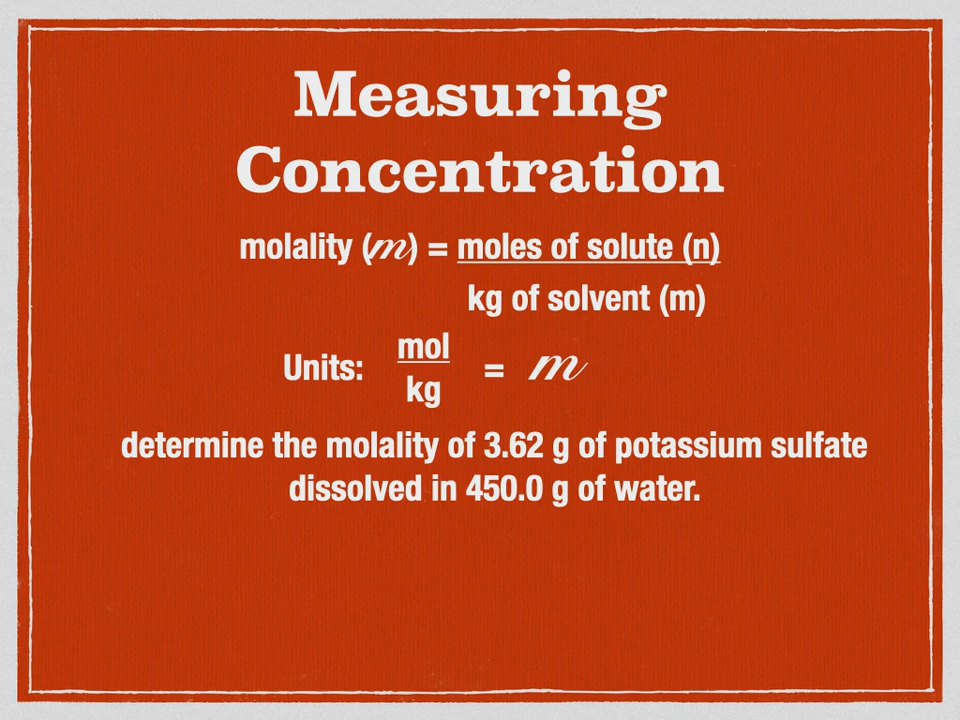 Measuring
Concentration
molality (m) = moles of solute (n)
kg of solvent (m)
mol
Units: = m
kg
determine the molality of 3.62 g of potassium sulfate
dissolved in 450.0 g of water.